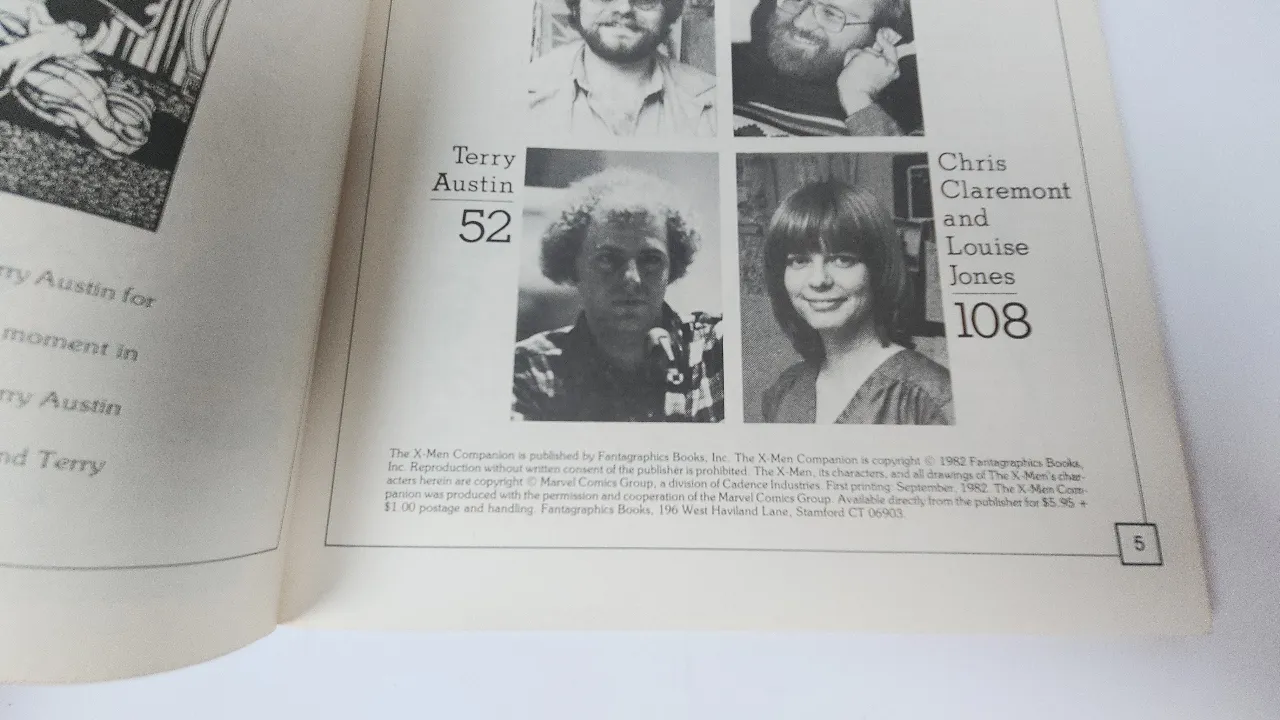 rry Austin for
moment in
rry Austin
nd Terry
Terry
Austin
52
Chris
Claremont
and
Louise
Jones
108
The X-Men Companion is published by Fantagraphics Books, Inc. The X-Men Companion is copyright © 1982 Fantagraphics Books,
Inc. Reproduction without written consent of the publisher is prohibited. The X-Men, its characters, and all drawings of The X-Men's char-
acters herein are copyright © Marvel Comics Group, a division of Cadence Industries. First printing: September, 1982. The X-Men Com-
panion was produced with the permission and cooperation of the Marvel Comics Group. Available directly from the publisher for $5.95 +
$1.00 postage and handling. Fantagraphics Books, 196 West Haviland Lane, Stamford CT 06903.
5